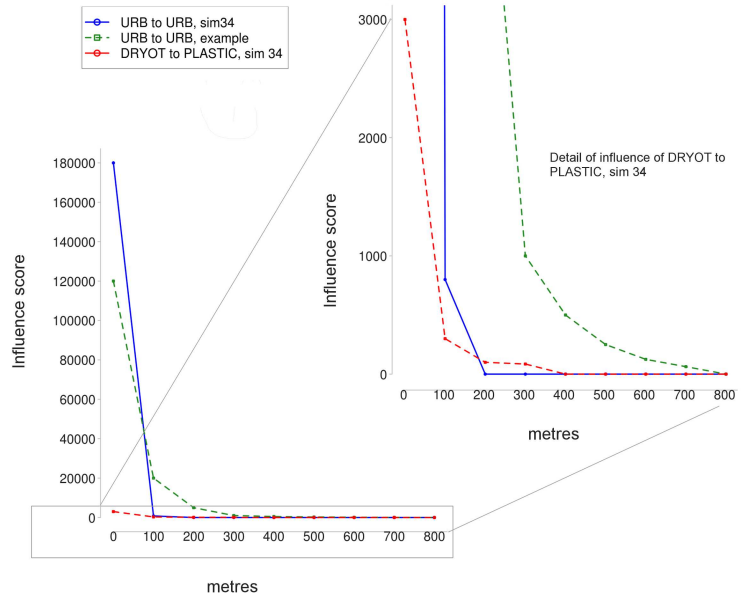 URB to URB, sim34
URB to URB, example
DRYOT to PLASTIC, sim 34
3000
2000
1000
0
Influence score
0 100 200 300 400 500 600 700 800
metres
Detail of influence of DRYOT to
PLASTIC, sim 34
180000
160000
140000
120000
100000
80000
60000
40000
20000
0
Influence score
0 100 200 300 400 500 600 700 800
metres